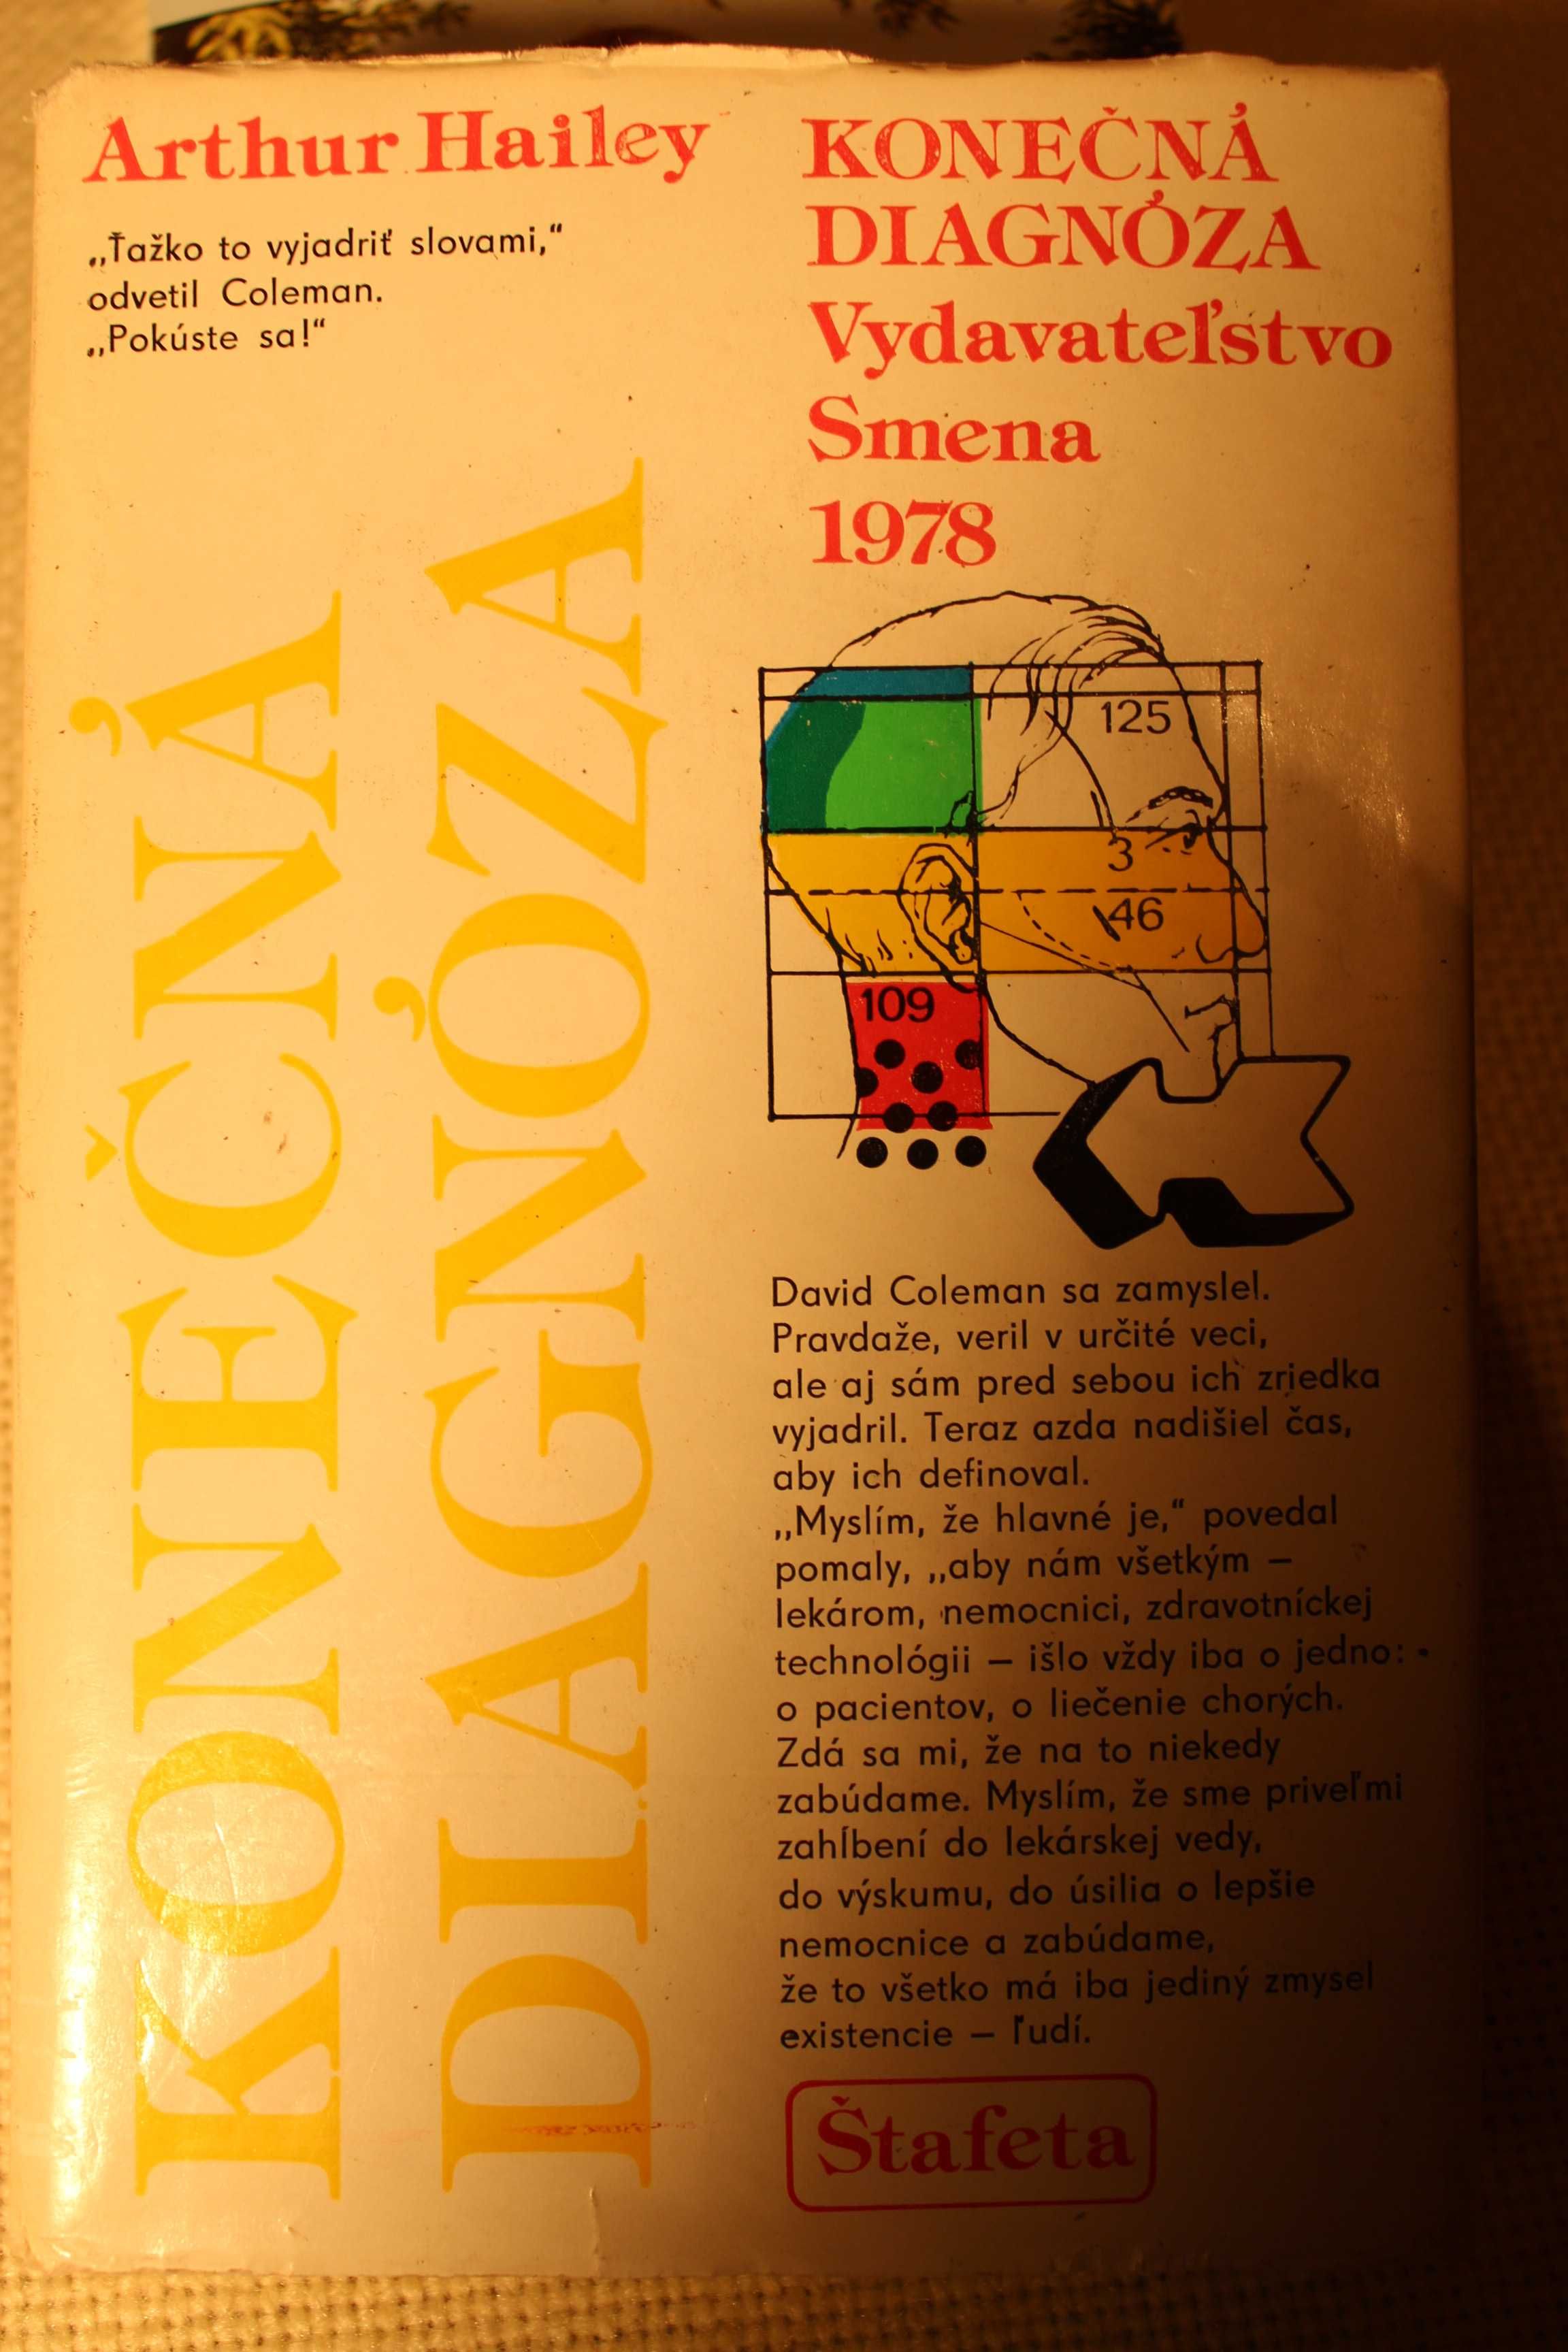 Arthur Hailey
„Ťažko to vyjadriť slovami,“
odvetil Coleman.
„Pokúste sa!“
KONEČNÁ
DIAGNÓZA
KONEČNÁ
DIAGNÓZA
Vydavateľstvo
Smena
1978
125
3
46
109
David Coleman sa zamyslel.
Pravdaže, veril v určité veci,
ale aj sám pred sebou ich zriedka
vyjadril. Teraz azda nadišiel čas,
aby ich definoval.
„Myslím, že hlavné je,“ povedal
pomaly, „aby nám všetkým —
lekárom, nemocnici, zdravotníckej
technológii — išlo vždy iba o jedno:
o pacientov, o liečenie chorých.
Zdá sa mi, že na to niekedy
zabúdame. Myslím, že sme priveľmi
zahĺbení do lekárskej vedy,
do výskumu, do úsilia o lepšie
nemocnice a zabúdame,
že to všetko má iba jediný zmysel
existencie — ľudí.
Štafeta